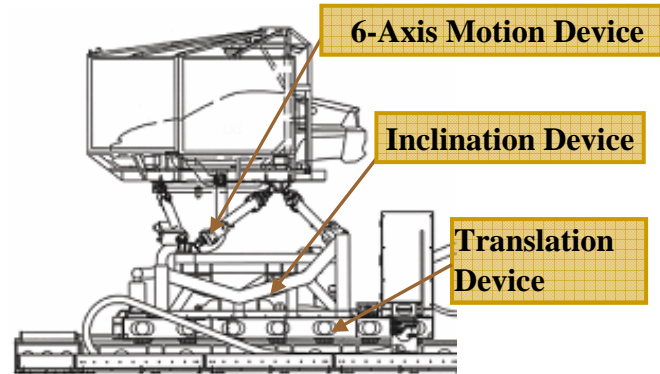 6-Axis Motion Device
Inclination Device
Translation
Device